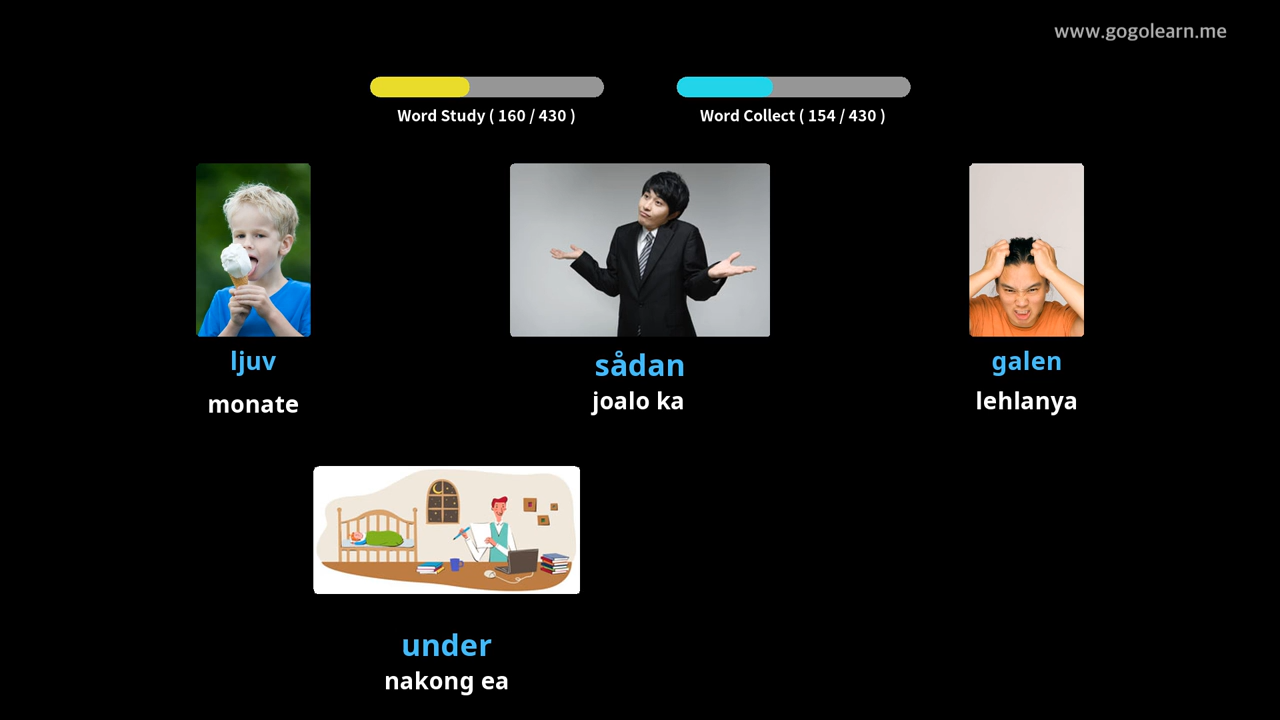 www.gogolearn.me
Word Study ( 160 / 430 )
Word Collect ( 154 / 430 )
ljuv
monate
sådan
joalo ka
galen
lehlanya
under
nakong ea